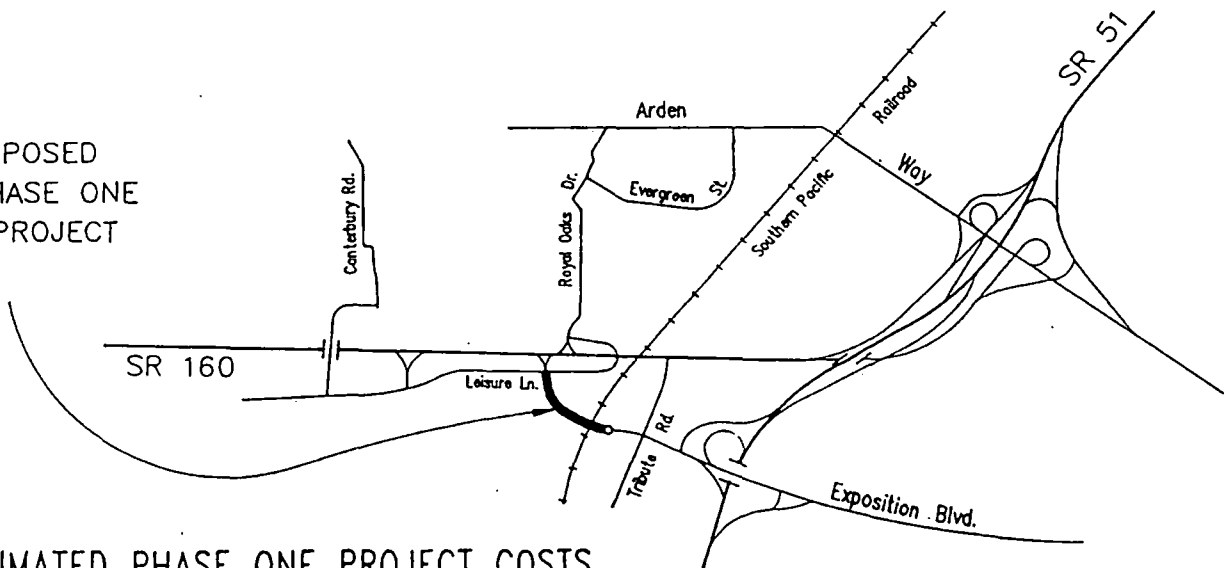 SR 51
Railroad
Arden
POSED
HASE ONE
PROJECT
Way
Dr.
Evergreen St.
Southern Pacific
Canterbury Rd.
Royal Oaks
SR 160
Leisure Ln.
Tribute Rd.
Exposition Blvd.
IMATED PHASE ONE PROJECT COSTS